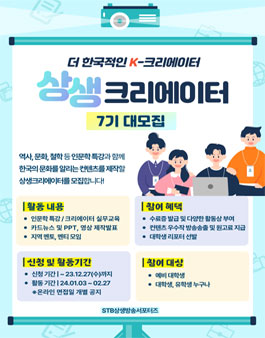 더 한국적인 K-크리에이터
상생크리에이터
7기 대모집
역사, 문화, 철학 등 인문학 특강과 함께
한국의 문화를 알리는 컨텐츠를 제작할
상생크리에이터를 모집합니다!
활동 내용
• 인문학 특강 / 크리에이터 실무교육
• 카드뉴스 및 PPT, 영상 제작발표
• 지역 멘토, 멘티 모임
참여 혜택
• 수료증 발급 및 다양한 활동상 부여
• 컨텐츠 우수작 방송송출 및 원고료 지급
• 대학생 리포터 선발
신청 및 활동기간
• 신청 기간 | ~ 23.12.27(수)까지
• 활동 기간 | 24.01.03 ~ 02.27
※온라인 면접일 개별 공지
참여 대상
• 예비 대학생
• 대학생, 유학생 누구나
STB상생방송서포터즈